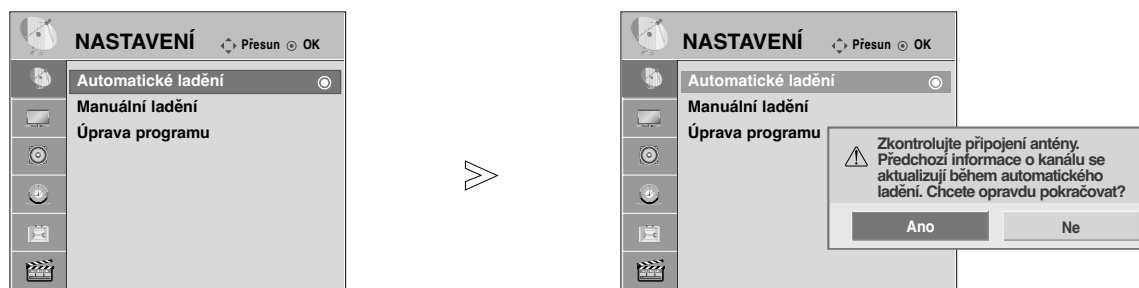 NASTAVENÍ Přesun OK
Automatické ladění
Manuální ladění
Úprava programu
NASTAVENÍ Přesun OK
Automatické ladění
Manuální ladění
Úprava programu
Zkontrolujte připojení antény.
Předchozí informace o kanálu se
aktualizují během automatického
ladění. Chcete opravdu pokračovat?
Ano Ne